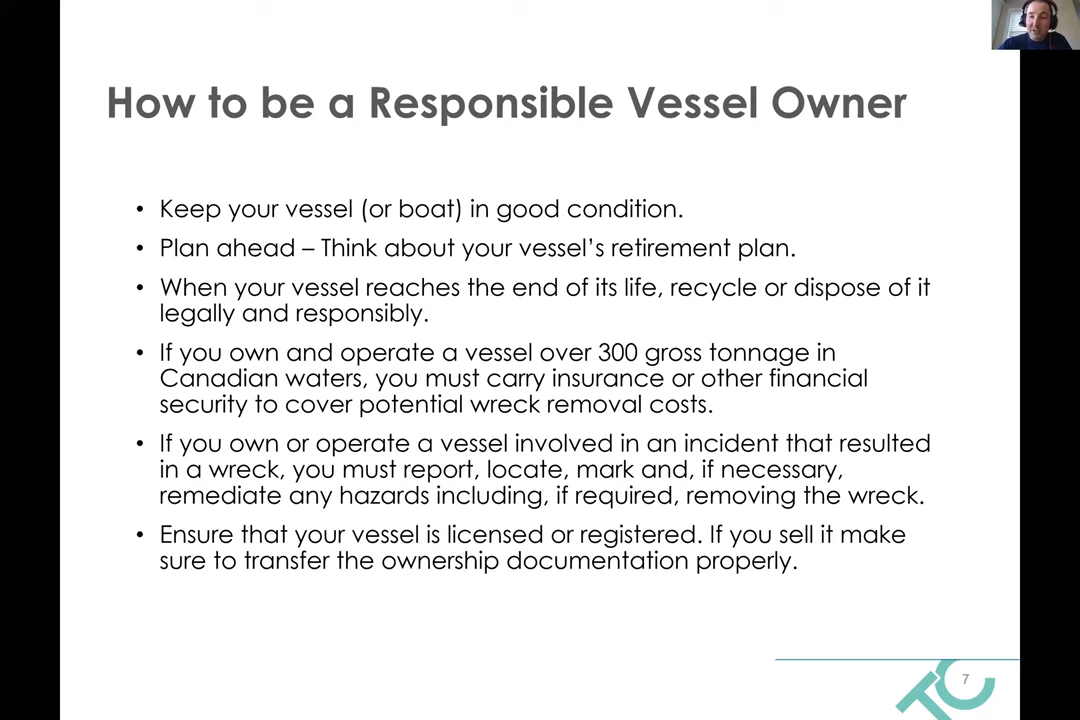 How to be a Responsible Vessel Owner
• Keep your vessel (or boat) in good condition.
• Plan ahead – Think about your vessel’s retirement plan.
• When your vessel reaches the end of its life, recycle or dispose of it
legally and responsibly.
• If you own and operate a vessel over 300 gross tonnage in
Canadian waters, you must carry insurance or other financial
security to cover potential wreck removal costs.
• If you own or operate a vessel involved in an incident that resulted
in a wreck, you must report, locate, mark and, if necessary,
remediate any hazards including, if required, removing the wreck.
• Ensure that your vessel is licensed or registered. If you sell it make
sure to transfer the ownership documentation properly.
7
TC